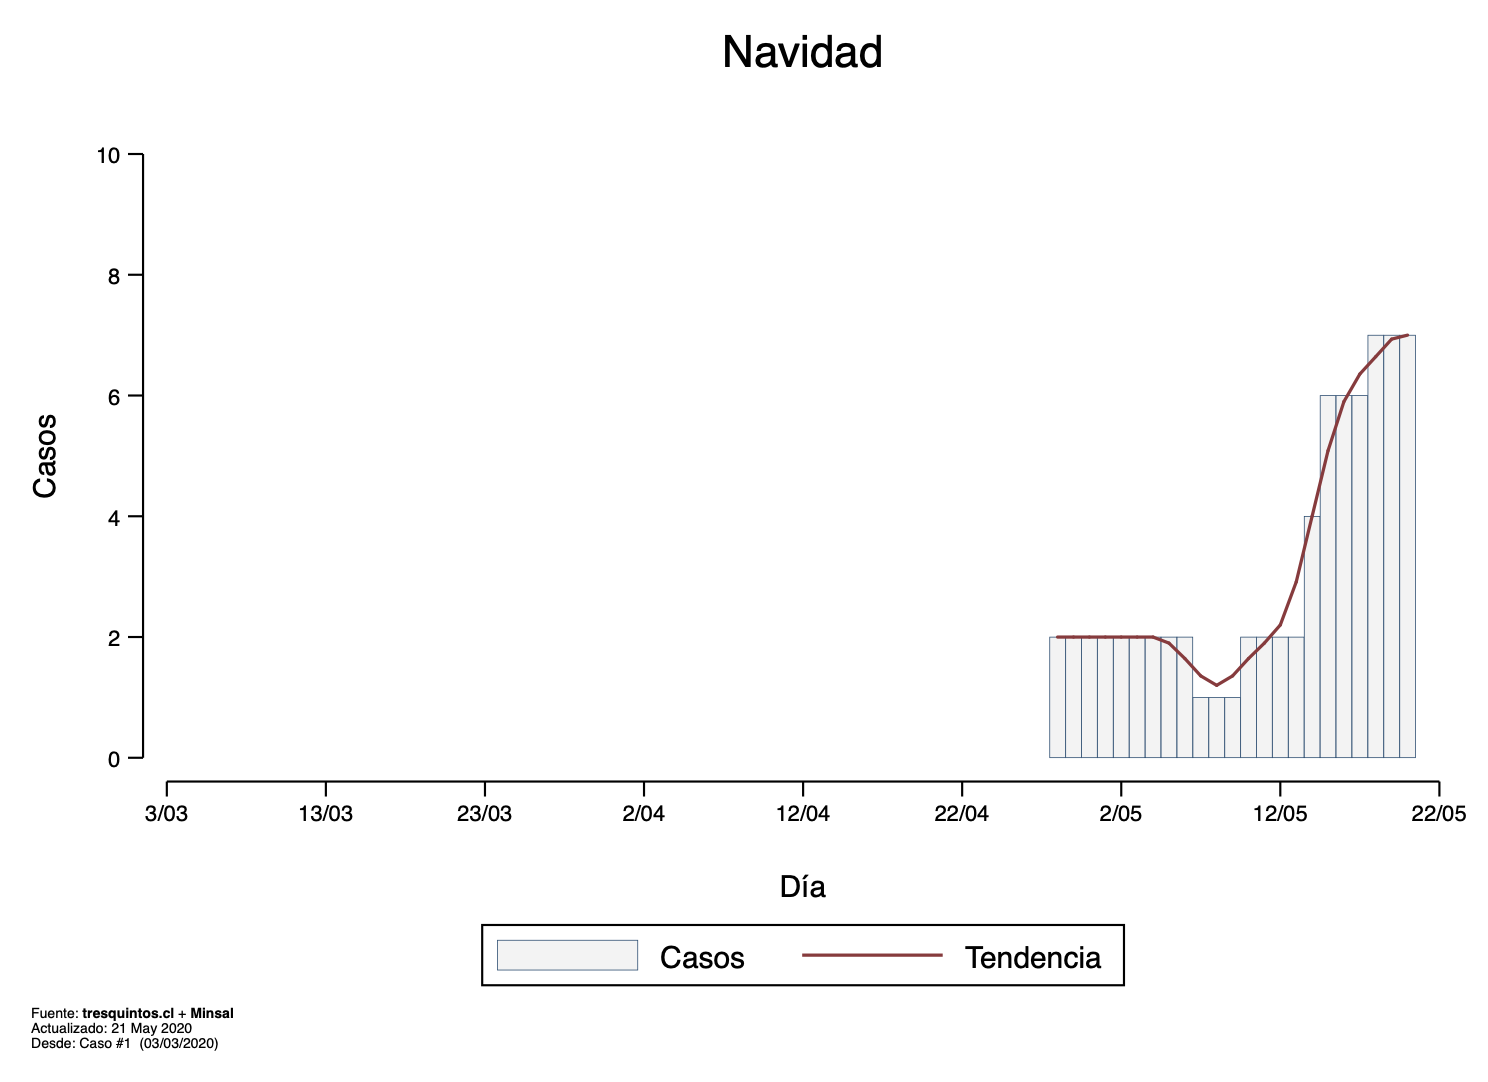 Navidad
10
8
6
4
2
0
Casos
3/03 13/03 23/03 2/04 12/04 22/04 2/05 12/05 22/05
Día
Casos Tendencia
Fuente: tresquintos.cl + Minsal
Actualizado: 21 May 2020
Desde: Caso #1 (03/03/2020)